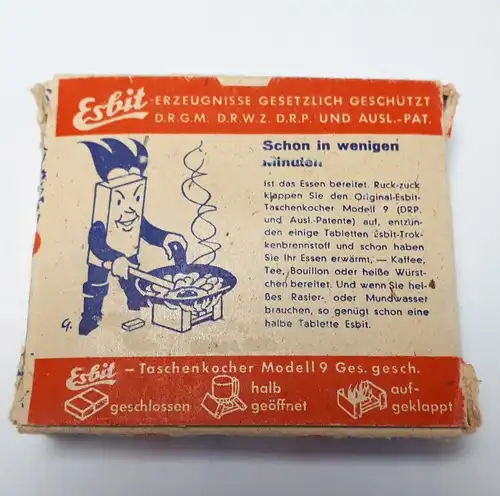 Esbit - ERZEUGNISSE GESETZLICH GESCHÜTZT
D.R.G.M. D.R.W.Z. D.R.P. UND AUSL.-PAT.
Schon in wenigen
Minuten
ist das Essen bereitet. Ruck-zuck
klappen Sie den Original-Esbit-
Taschenkocher Modell 9 (DRP.
und Ausl.-Patente) auf, entzün-
den einige Tabletten Esbit-Trok-
kenbrennstoff und schon haben
Sie Ihr Essen erwärmt, — Kaffee,
Tee, Bouillon oder heiße Würst-
chen bereitet. Und wenn Sie hei-
ßes Rasier- oder Mundwasser
brauchen, so genügt schon eine
halbe Tablette Esbit.
G.
Esbit — Taschenkocher Modell 9 Ges. gesch.
geschlossen
halb
geöffnet
auf-
geklappt